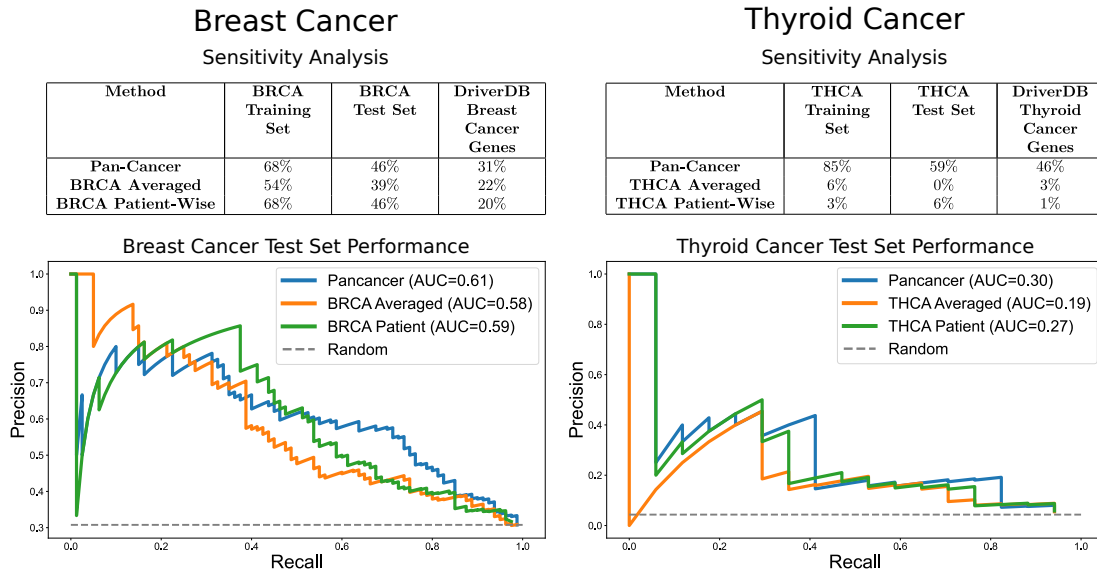 Breast Cancer
Sensitivity Analysis
Method BRCA Training Set BRCA Test Set DriverDB Breast Cancer Genes
Pan-Cancer 68% 46% 31%
BRCA Averaged 54% 39% 22%
BRCA Patient-Wise 68% 46% 20%
Breast Cancer Test Set Performance
Pancancer (AUC=0.61)
BRCA Averaged (AUC=0.58)
BRCA Patient (AUC=0.59)
Random
Precision
1.0
0.9
0.8
0.7
0.6
0.5
0.4
0.3
0.0 0.2 0.4 0.6 0.8 1.0
Recall
Thyroid Cancer
Sensitivity Analysis
Method THCA Training Set THCA Test Set DriverDB Thyroid Cancer Genes
Pan-Cancer 85% 59% 46%
THCA Averaged 6% 0% 3%
THCA Patient-Wise 3% 6% 1%
Thyroid Cancer Test Set Performance
Pancancer (AUC=0.30)
THCA Averaged (AUC=0.19)
THCA Patient (AUC=0.27)
Random
Precision
1.0
0.8
0.6
0.4
0.2
0.0
0.0 0.2 0.4 0.6 0.8 1.0
Recall